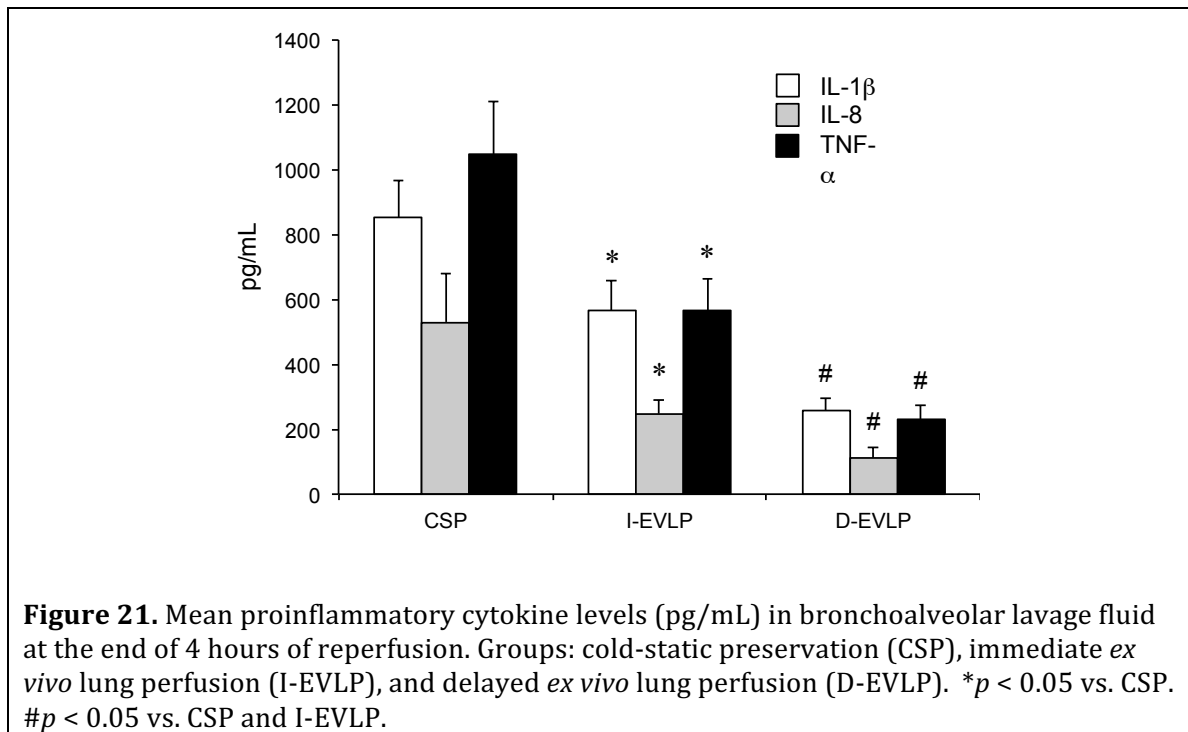 1400
1200
1000
800
600
400
200
0
pg/mL
IL-1β
IL-8
TNF-
α
* *
*
# # #
CSP I-EVLP D-EVLP
Figure 21. Mean proinflammatory cytokine levels (pg/mL) in bronchoalveolar lavage fluid
at the end of 4 hours of reperfusion. Groups: cold-static preservation (CSP), immediate ex
vivo lung perfusion (I-EVLP), and delayed ex vivo lung perfusion (D-EVLP). *p < 0.05 vs. CSP.
#p < 0.05 vs. CSP and I-EVLP.